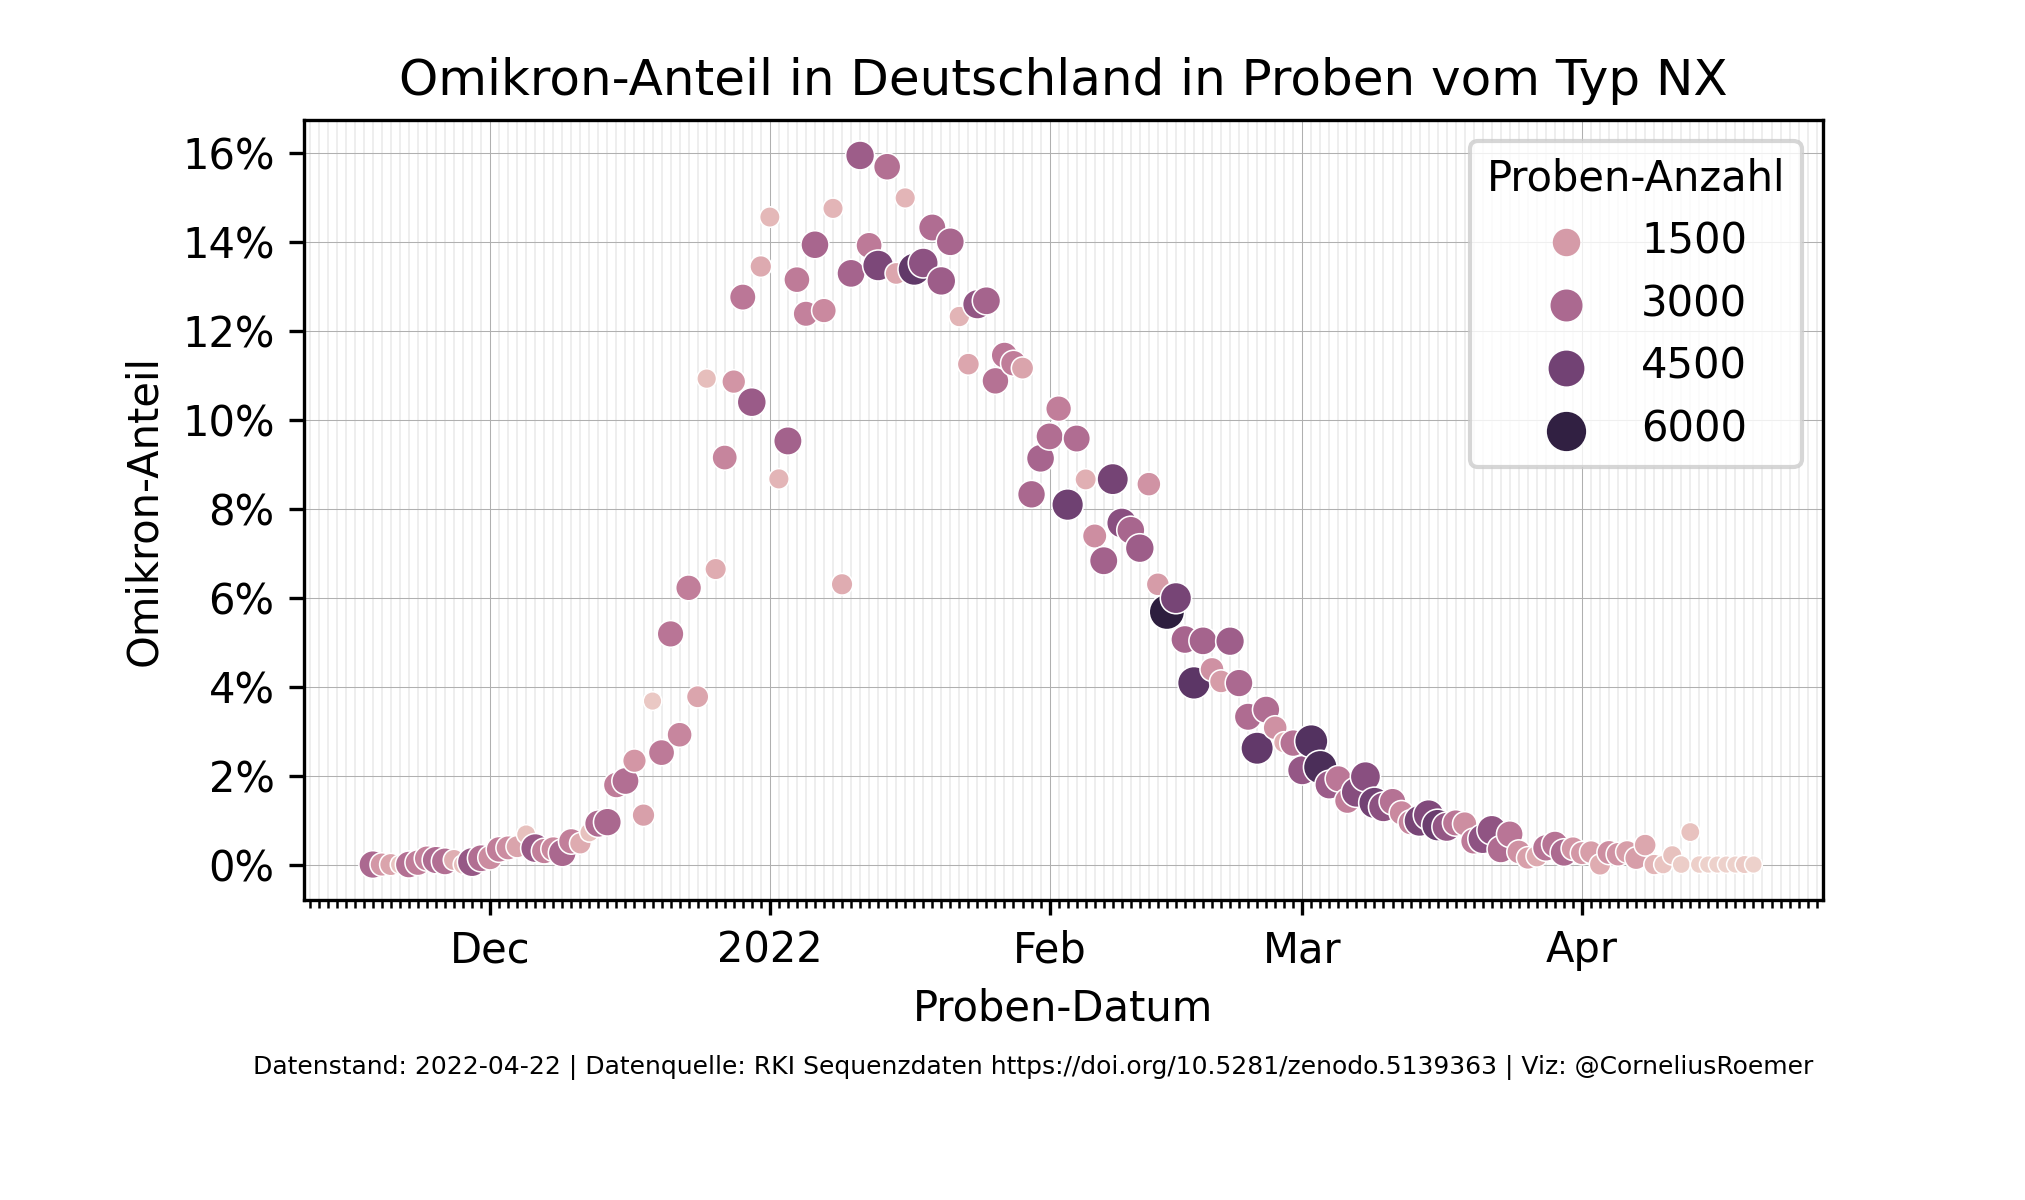 Omikron-Anteil in Deutschland in Proben vom Typ NX
Omikron-Anteil
16%
14%
12%
10%
8%
6%
4%
2%
0%
Proben-Anzahl
1500
3000
4500
6000
Dec 2022 Feb Mar Apr
Proben-Datum
Datenstand: 2022-04-22 | Datenquelle: RKI Sequenzdaten https://doi.org/10.5281/zenodo.5139363 | Viz: @CorneliusRoemer